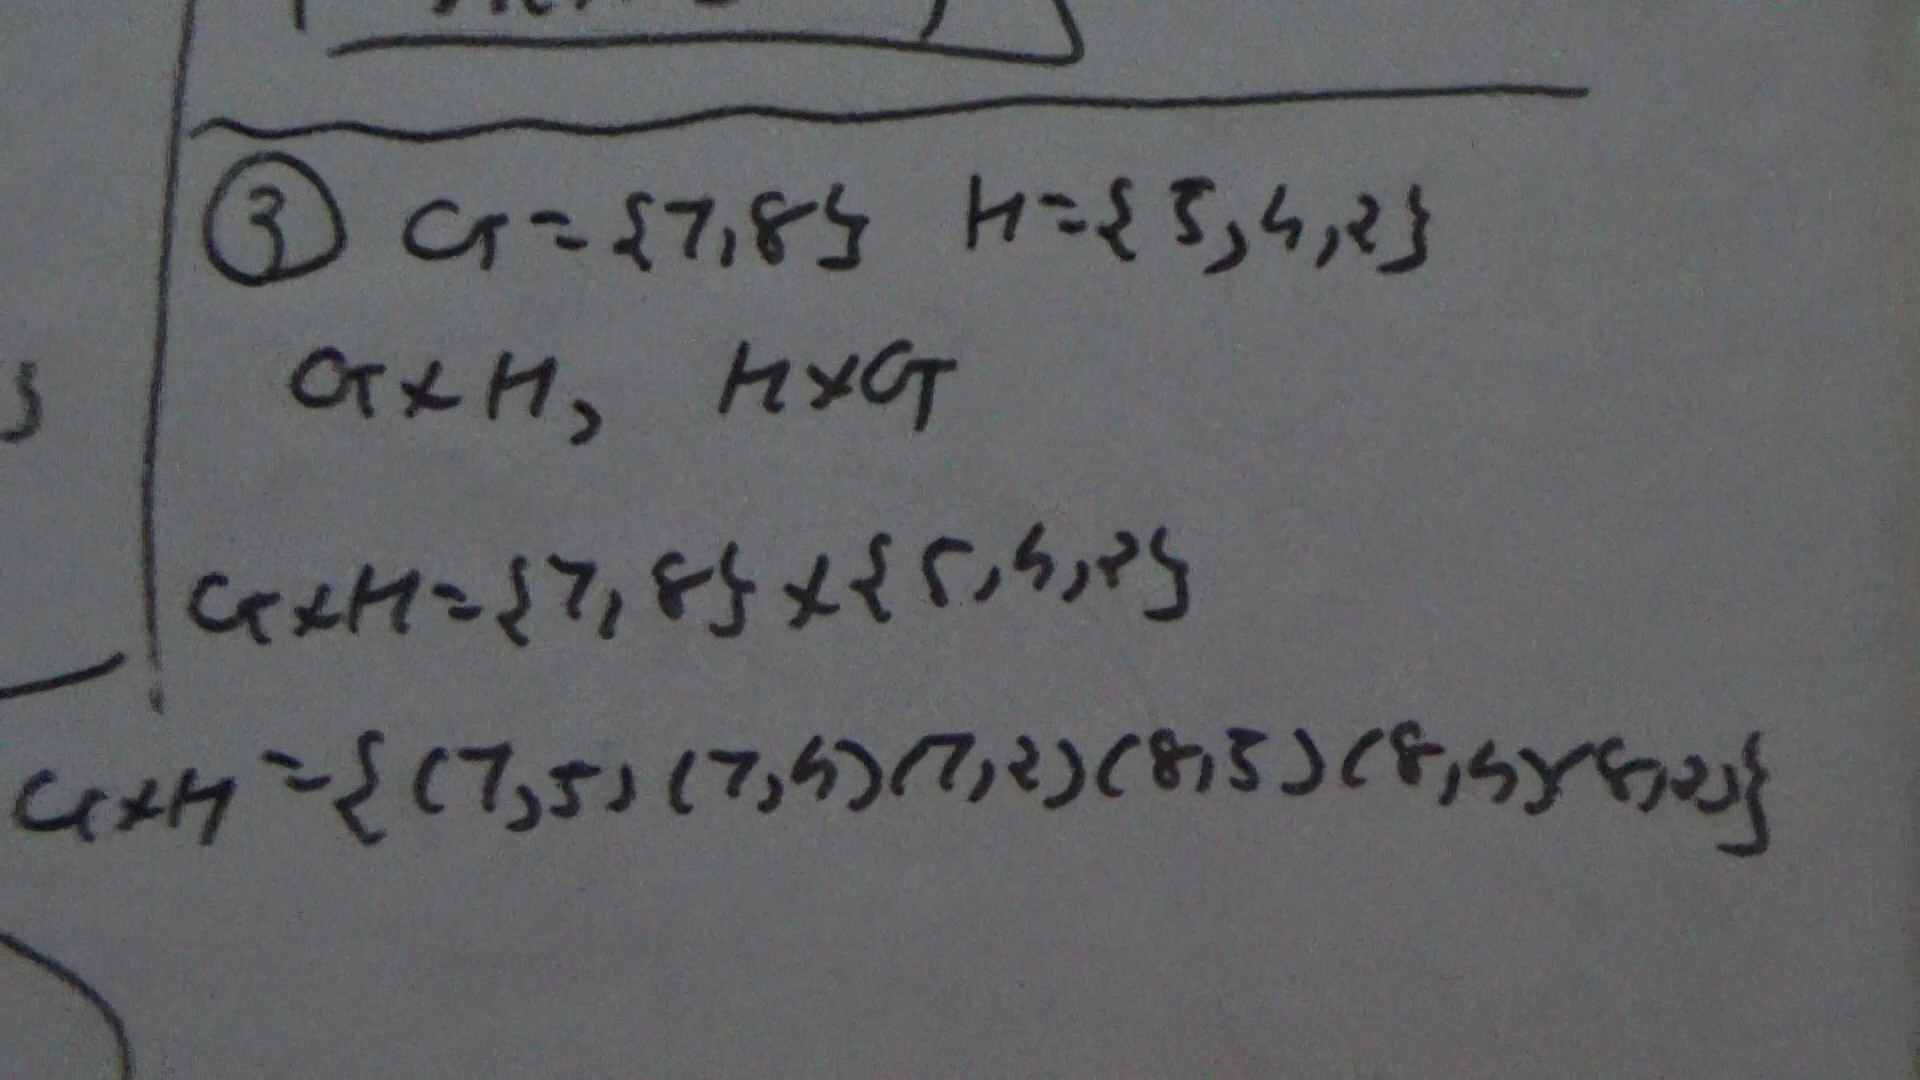 ③ G={7,8} H={5,4,2}
G×H, H×G
G×H={7,8}×{5,4,2}
G×H={(7,5)(7,4)(7,2)(8,5)(8,4)(8,2)}